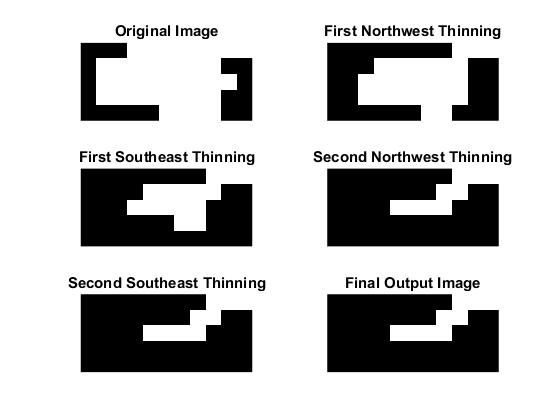 Original Image
First Northwest Thinning
First Southeast Thinning
Second Northwest Thinning
Second Southeast Thinning
Final Output Image